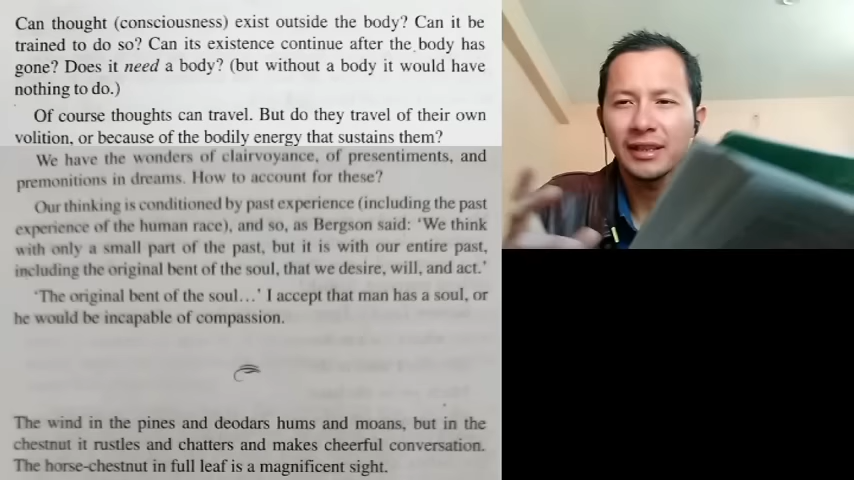 Can thought (consciousness) exist outside the body? Can it be
trained to do so? Can its existence continue after the body has
gone? Does it need a body? (but without a body it would have
nothing to do.)
Of course thoughts can travel. But do they travel of their own
volition, or because of the bodily energy that sustains them?
We have the wonders of clairvoyance, of presentiments, and
premonitions in dreams. How to account for these?
Our thinking is conditioned by past experience (including the past
experience of the human race), and so, as Bergson said: 'We think
with only a small part of the past, but it is with our entire past,
including the original bent of the soul, that we desire, will, and act.'
'The original bent of the soul...' I accept that man has a soul, or
he would be incapable of compassion.
The wind in the pines and deodars hums and moans, but in the
chestnut it rustles and chatters and makes cheerful conversation.
The horse-chestnut in full leaf is a magnificent sight.